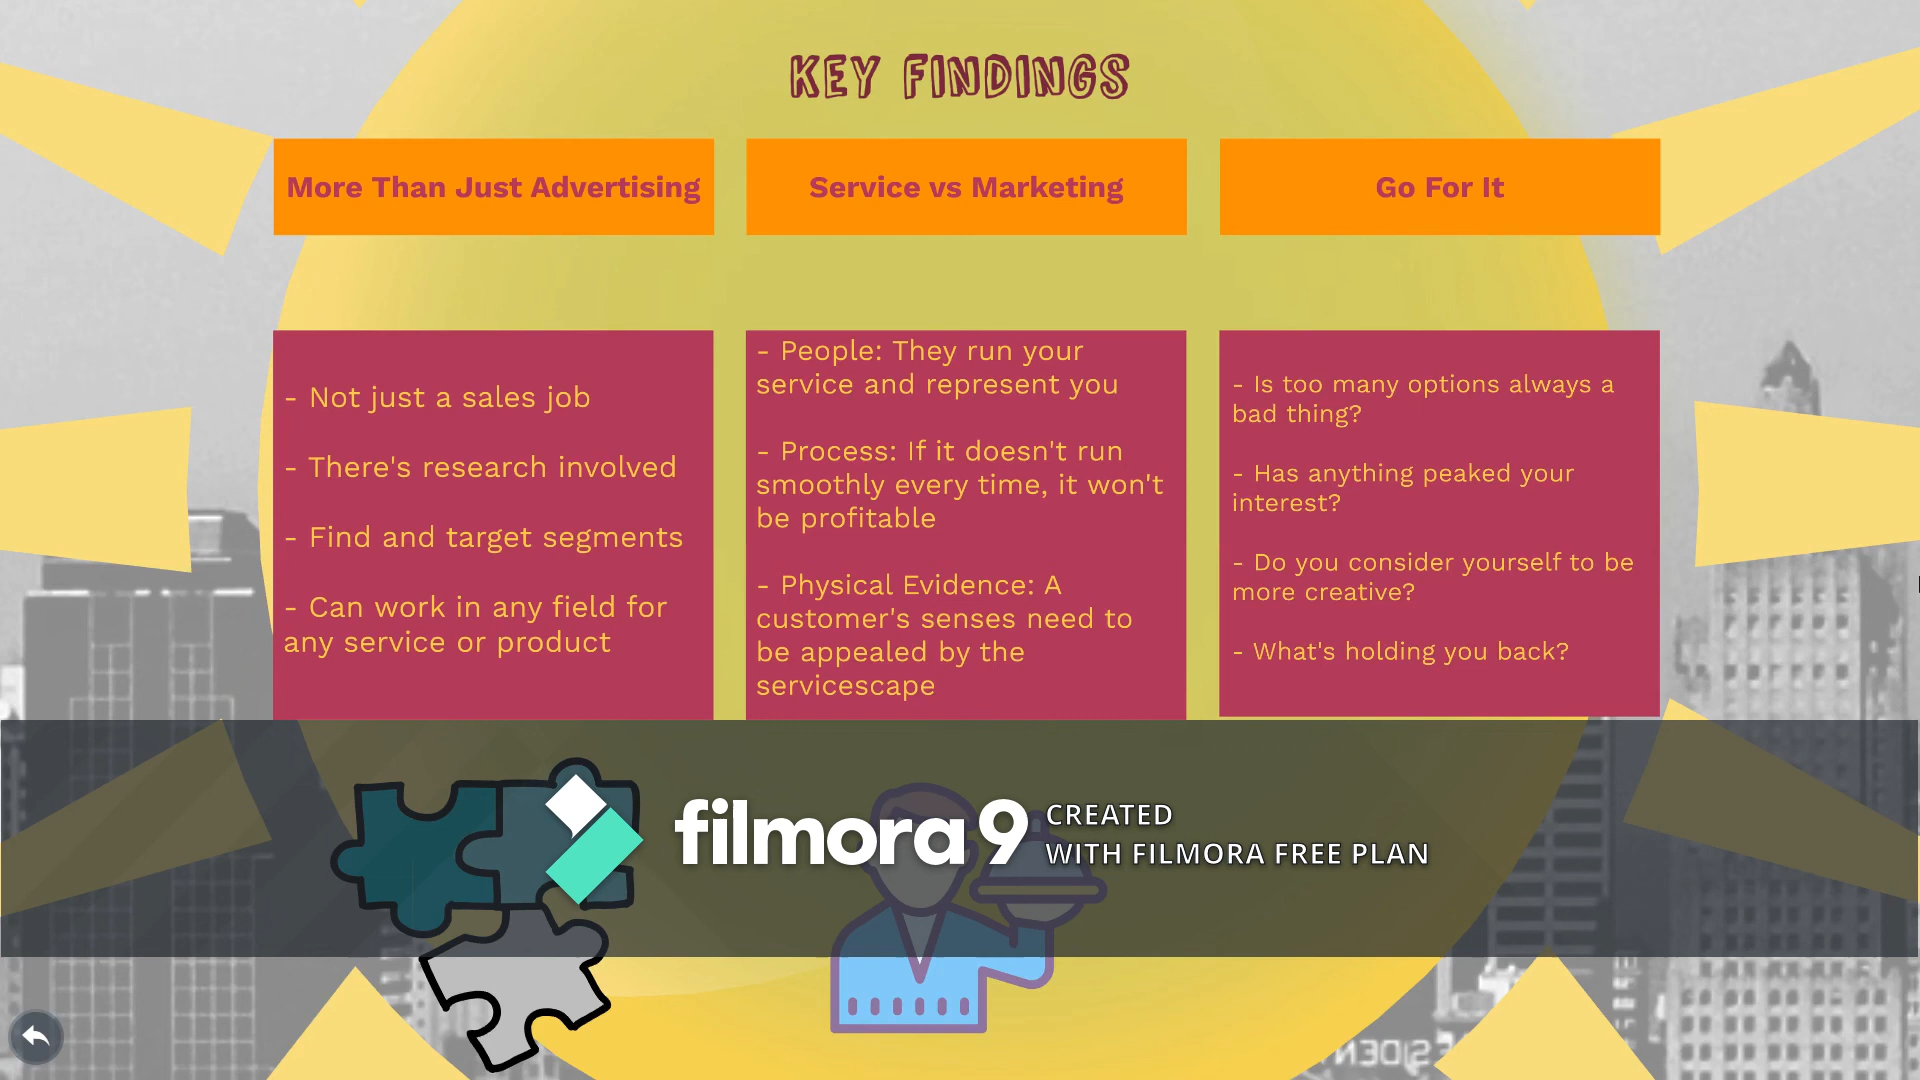 KEY FINDINGS
More Than Just Advertising
Service vs Marketing
Go For It
- Not just a sales job
- There's research involved
- Find and target segments
- Can work in any field for
any service or product
- People: They run your
service and represent you
- Process: If it doesn't run
smoothly every time, it won't
be profitable
- Physical Evidence: A
customer's senses need to
be appealed by the
servicescape
- Is too many options always a
bad thing?
- Has anything peaked your
interest?
- Do you consider yourself to be
more creative?
- What's holding you back?
filmora9
CREATED
WITH FILMORA FREE PLAN